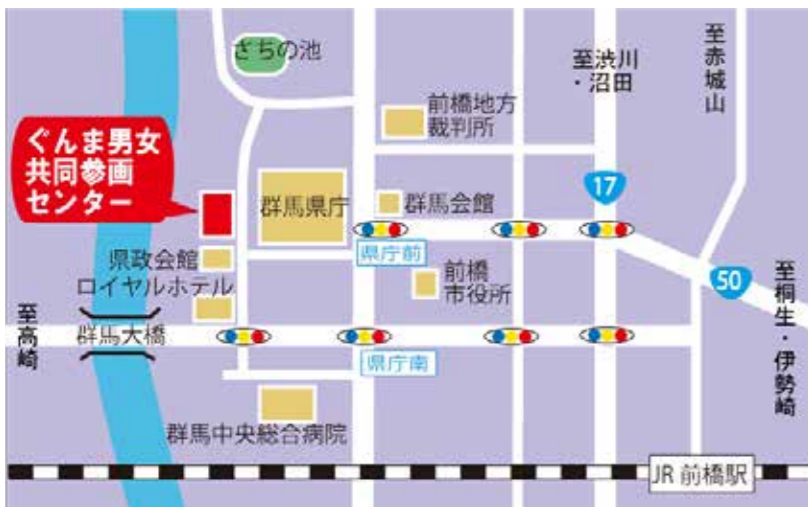 さちの池
至渋川
・沼田
至赤城山
前橋地方
裁判所
ぐんま男女
共同参画
センター
群馬県庁
群馬会館
17
県庁前
県政会館
ロイヤルホテル
前橋
市役所
50
至高崎
群馬大橋
至桐生・伊勢崎
県庁南
群馬中央総合病院
JR 前橋駅